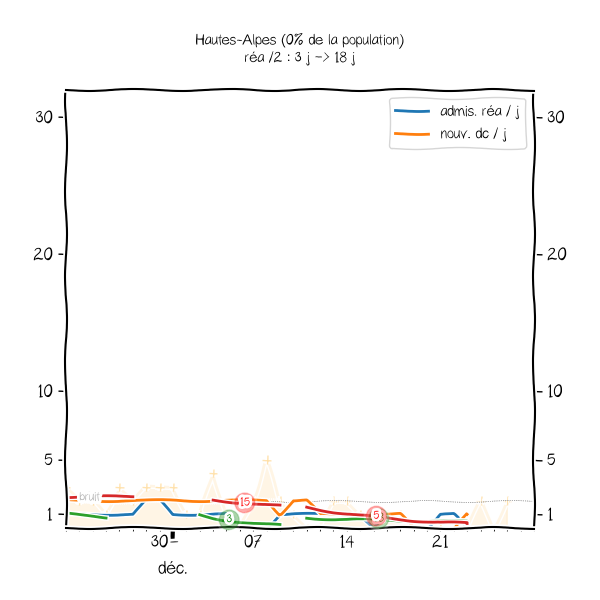 Hautes-Alpes (0% de la population)
réa /2 : 3 j -> 18 j
admis. réa / j
nouv. dc / j
30
30
20
20
10
10
5
5
bruit
15
3
5
1
1
30
07
14
21
déc.